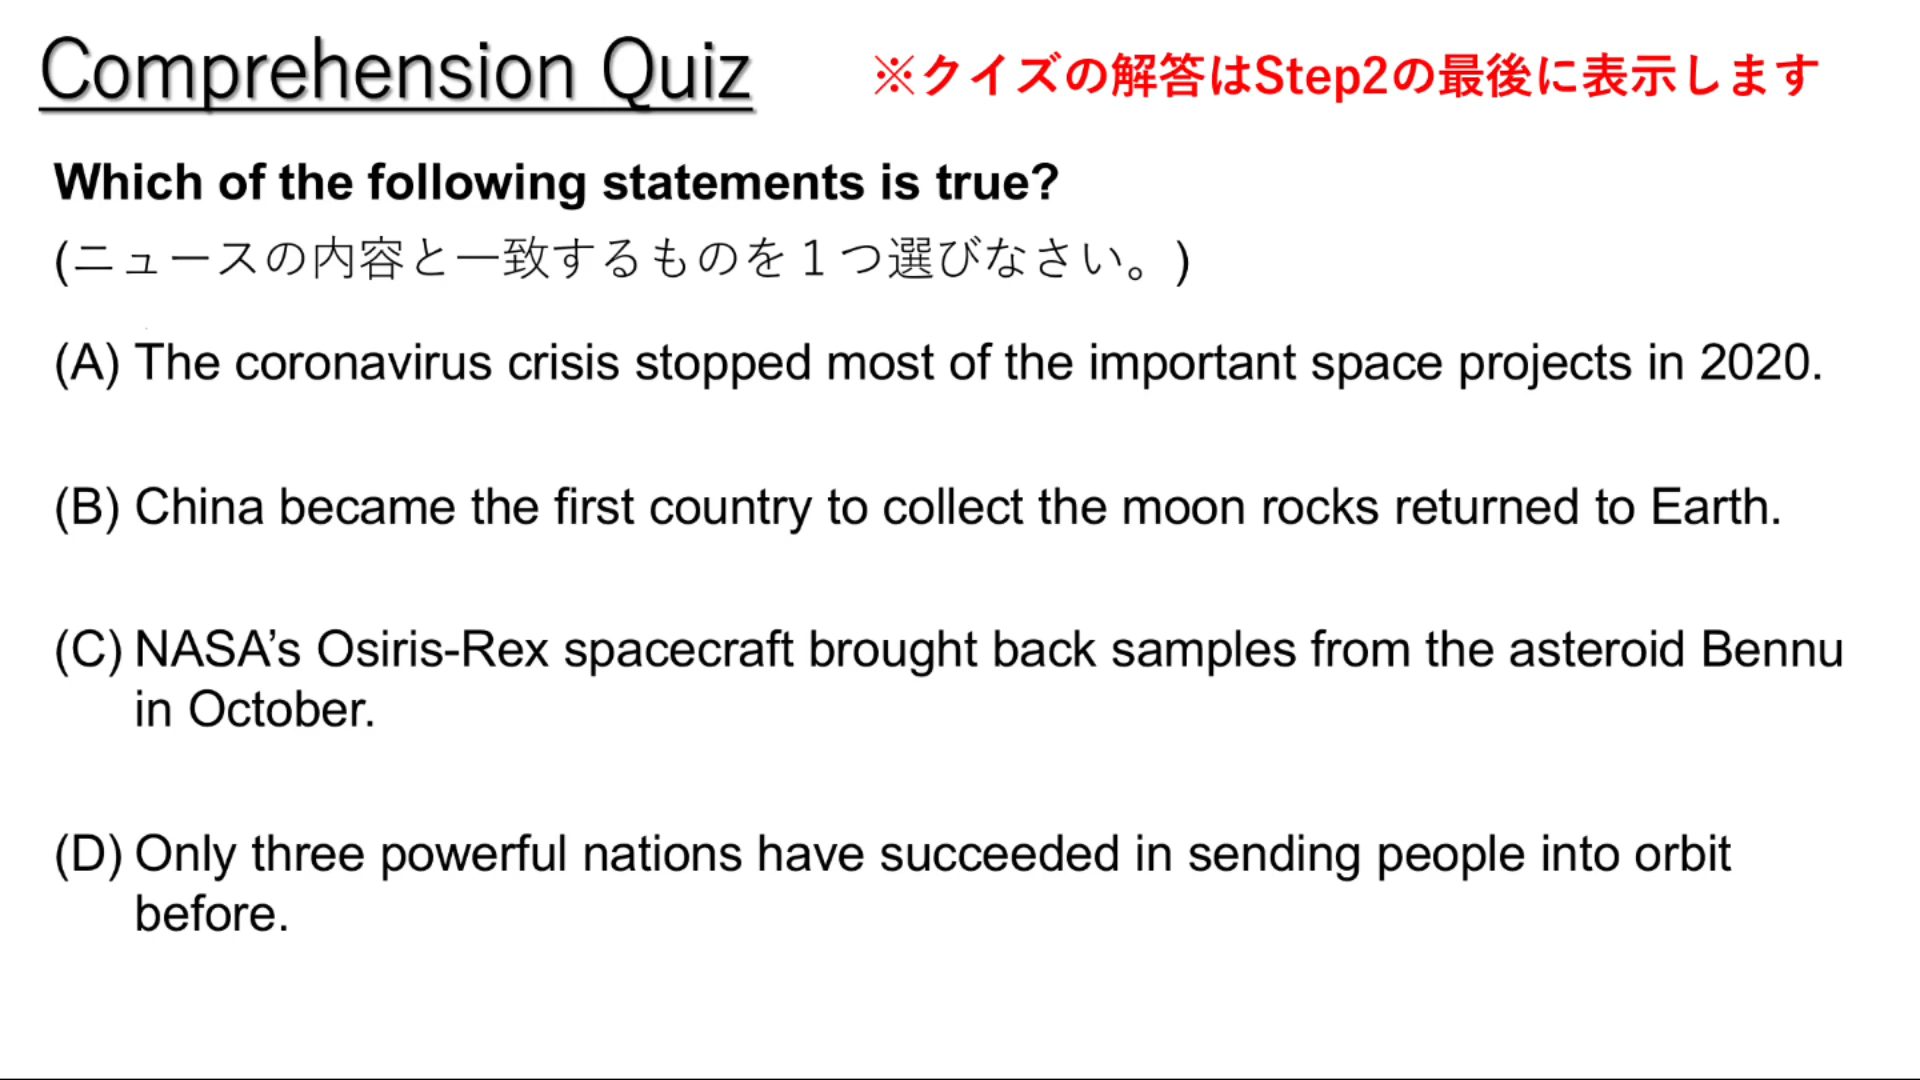 Comprehension Quiz ※クイズの解答はStep2の最後に表示します
Which of the following statements is true?
(ニュースの内容と一致するものを１つ選びなさい。)
(A) The coronavirus crisis stopped most of the important space projects in 2020.
(B) China became the first country to collect the moon rocks returned to Earth.
(C) NASA’s Osiris-Rex spacecraft brought back samples from the asteroid Bennu
in October.
(D) Only three powerful nations have succeeded in sending people into orbit
before.